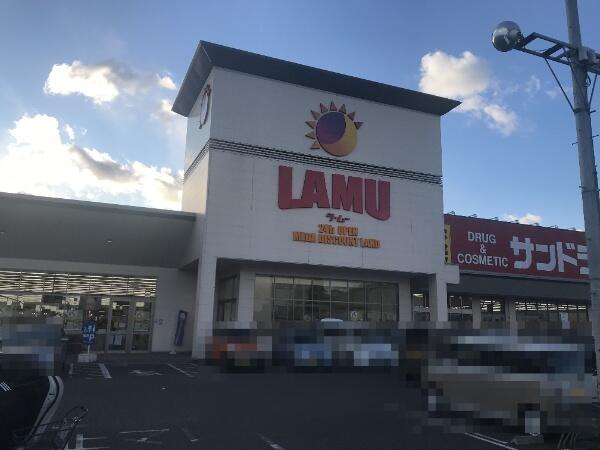 LAMU
ラ・ムー
24h OPEN
MEGA DISCOUNT LAND
DRUG
& COSMETIC
サンド